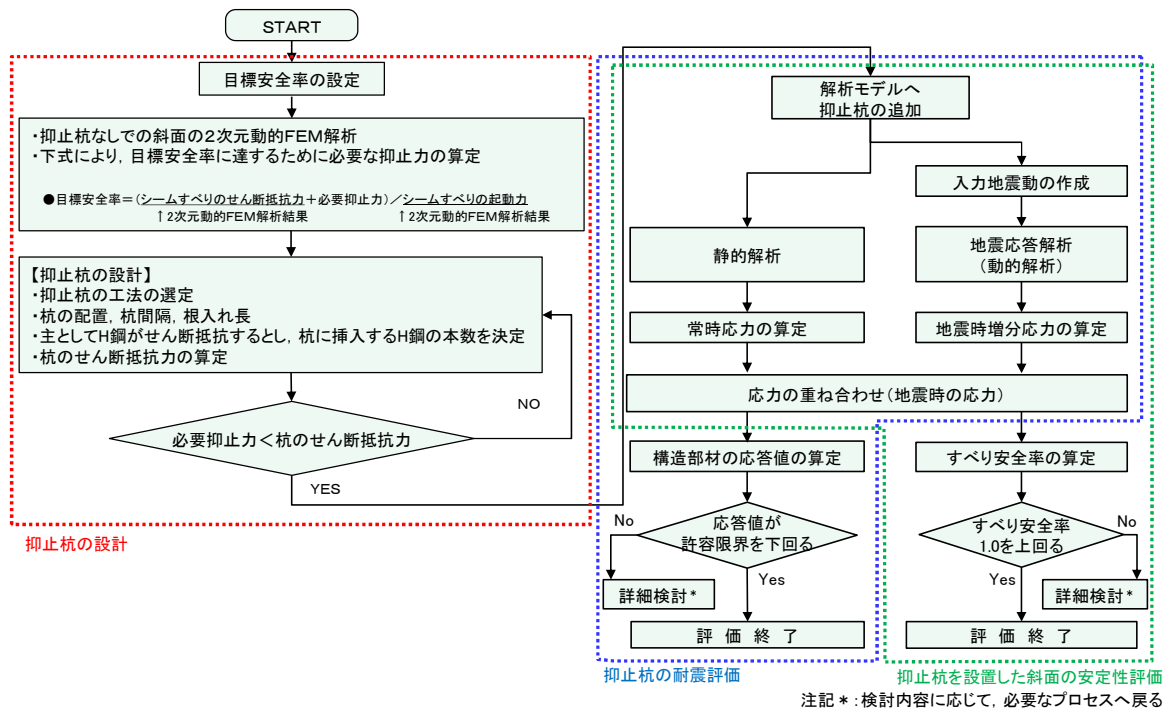 START
目標安全率の設定
・抑止杭なしでの斜面の２次元動的FEM解析
・下式により，目標安全率に達するために必要な抑止力の算定
●目標安全率＝(シームすべりのせん断抵抗力＋必要抑止力)／シームすべりの起動力
↑2次元動的FEM解析結果
↑2次元動的FEM解析結果
【抑止杭の設計】
・抑止杭の工法の選定
・杭の配置，杭間隔，根入れ長
・主としてH鋼がせん断抵抗するとし，杭に挿入するH鋼の本数を決定
・杭のせん断抵抗力の算定
必要抑止力＜杭のせん断抵抗力
NO
YES
抑止杭の設計
解析モデルへ
抑止杭の追加
入力地震動の作成
静的解析
地震応答解析
（動的解析）
常時応力の算定
地震時増分応力の算定
応力の重ね合わせ（地震時の応力）
構造部材の応答値の算定
すべり安全率の算定
応答値が
許容限界を下回る
No
Yes
詳細検討*
評 価 終 了
すべり安全率
1.0を上回る
No
Yes
詳細検討*
評 価 終 了
抑止杭の耐震評価
抑止杭を設置した斜面の安定性評価
注記＊：検討内容に応じて，必要なプロセスへ戻る